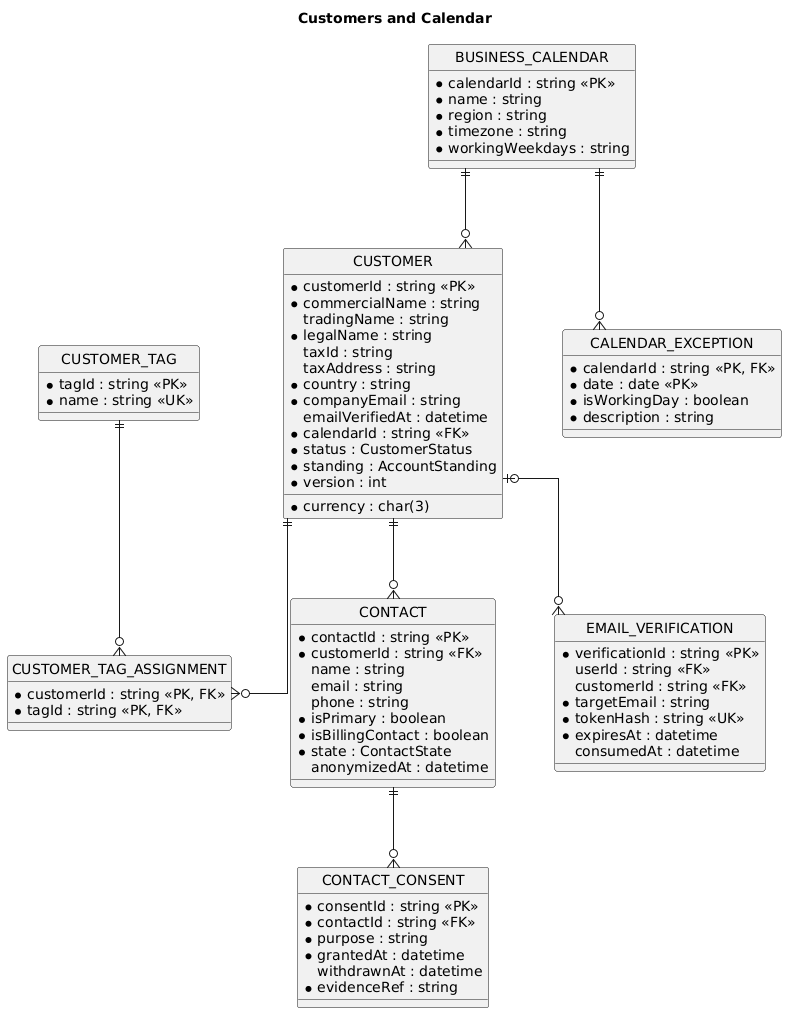 Customers and Calendar
BUSINESS_CALENDAR
calendarId : string «PK»
name : string
region : string
timezone : string
workingWeekdays : string
CUSTOMER
customerId : string «PK»
commercialName : string
tradingName : string
legalName : string
taxId : string
taxAddress : string
country : string
companyEmail : string
emailVerifiedAt : datetime
calendarId : string «FK»
status : CustomerStatus
standing : AccountStanding
version : int
currency : char(3)
CALENDAR_EXCEPTION
calendarId : string «PK, FK»
date : date «PK»
isWorkingDay : boolean
description : string
CUSTOMER_TAG
tagId : string «PK»
name : string «UK»
CUSTOMER_TAG_ASSIGNMENT
customerId : string «PK, FK»
tagId : string «PK, FK»
CONTACT
contactId : string «PK»
customerId : string «FK»
name : string
email : string
phone : string
isPrimary : boolean
isBillingContact : boolean
state : ContactState
anonymizedAt : datetime
EMAIL_VERIFICATION
verificationId : string «PK»
userId : string «FK»
customerId : string «FK»
targetEmail : string
tokenHash : string «UK»
expiresAt : datetime
consumedAt : datetime
CONTACT_CONSENT
consentId : string «PK»
contactId : string «FK»
purpose : string
grantedAt : datetime
withdrawnAt : datetime
evidenceRef : string